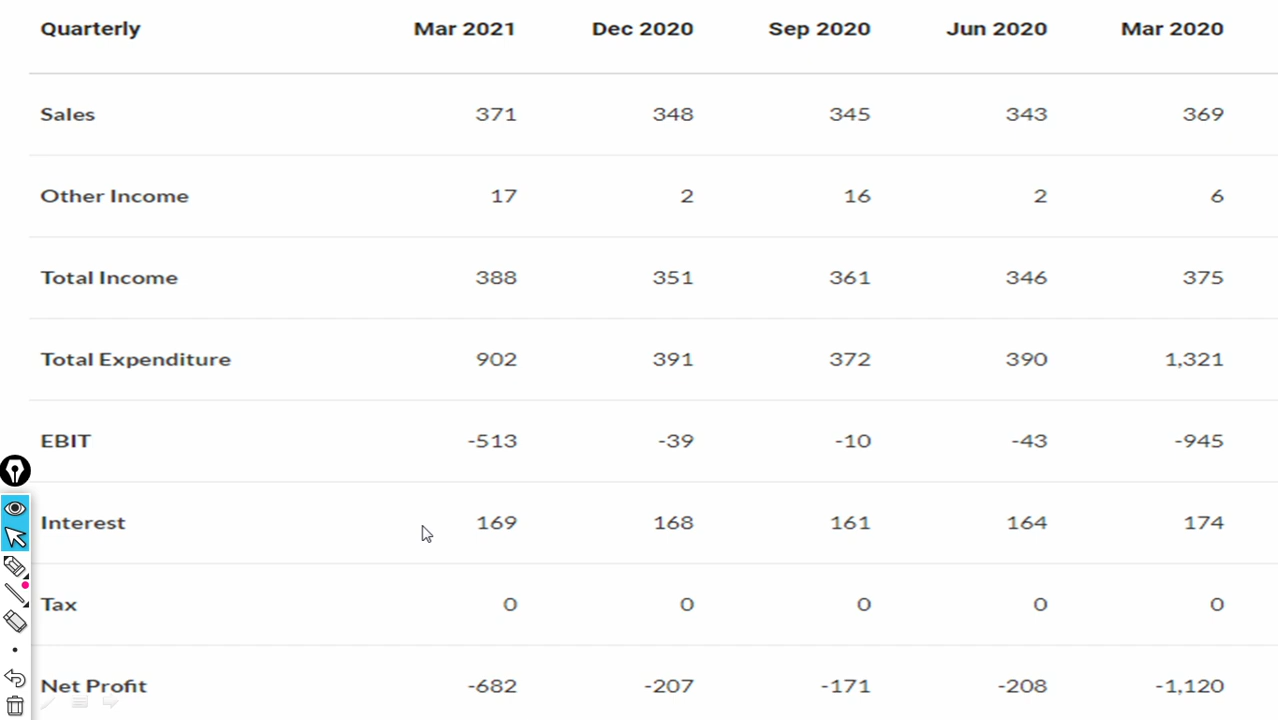 Quarterly Mar 2021 Dec 2020 Sep 2020 Jun 2020 Mar 2020
Sales 371 348 345 343 369
Other Income 17 2 16 2 6
Total Income 388 351 361 346 375
Total Expenditure 902 391 372 390 1,321
EBIT -513 -39 -10 -43 -945
Interest 169 168 161 164 174
Tax 0 0 0 0 0
Net Profit -682 -207 -171 -208 -1,120